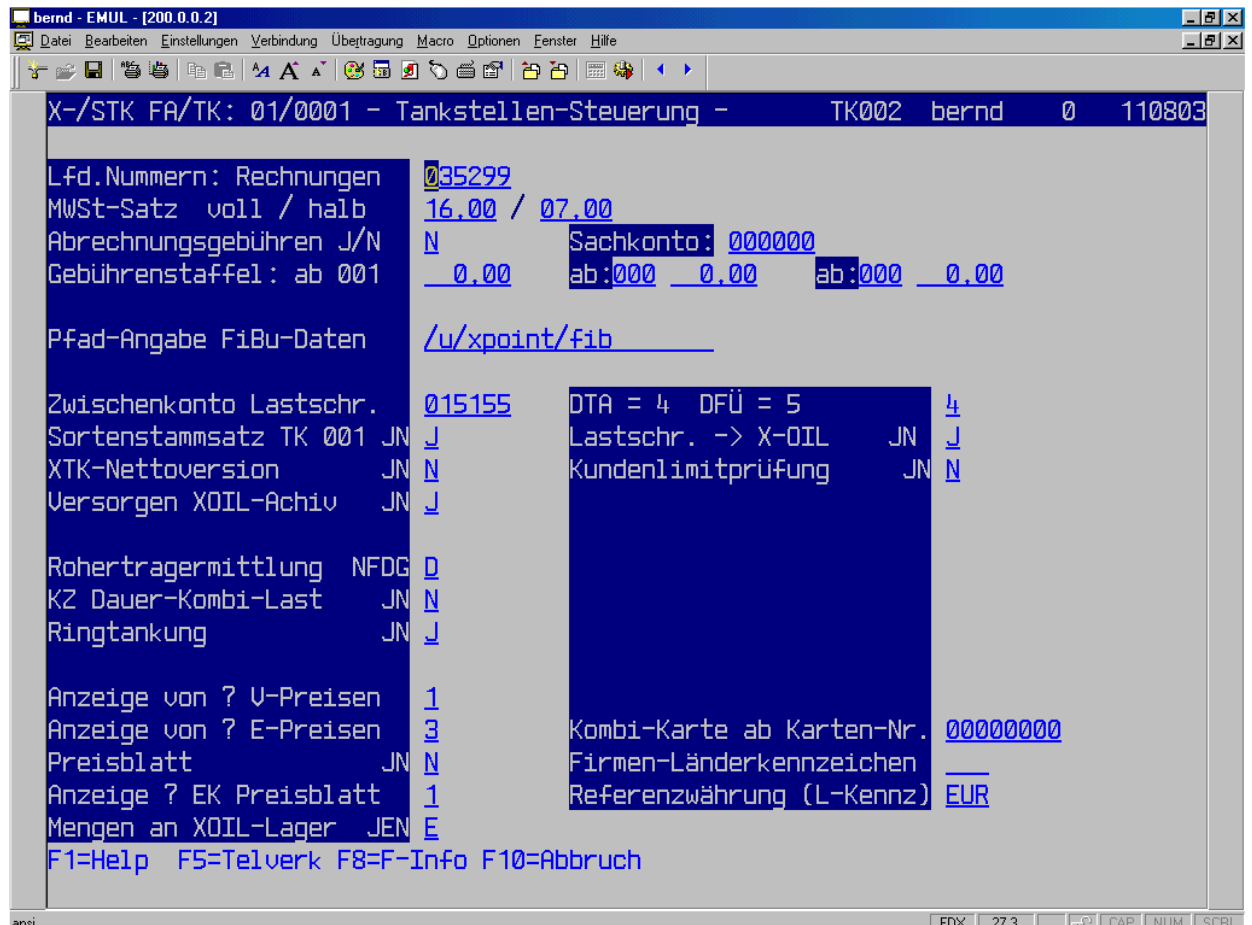 bernd - EMUL - [200.0.0.2]
Datei Bearbeiten Einstellungen Verbindung Übertragung Macro Optionen Fenster Hilfe
X-/STK FA/TK: 01/0001 - Tankstellen-Steuerung - TK002 bernd 0 110803
Lfd.Nummern: Rechnungen 035299
MWSt-Satz voll / halb 16,00 / 07,00
Abrechnungsgebühren J/N N Sachkonto: 000000
Gebührenstaffel: ab 001 0,00 ab:000 0,00 ab:000 0,00
Pfad-Angabe FiBu-Daten /u/xpoint/fib
Zwischenkonto Lastschr. 015155 DTA = 4 DFÜ = 5 4
Sortenstammsatz TK 001 JN J Lastschr. -> X-OIL JN J
XTK-Nettoversion JN N Kundenlimitprüfung JN N
Versorgen XOIL-Achiv JN J
Rohertragermittlung NFDG D
KZ Dauer-Kombi-Last JN N
Ringtankung JN J
Anzeige von ? V-Preisen 1
Anzeige von ? E-Preisen 3 Kombi-Karte ab Karten-Nr. 00000000
Preisblatt JN N Firmen-Länderkennzeichen
Anzeige ? EK Preisblatt 1 Referenzwährung (L-Kennz) EUR
Mengen an XOIL-Lager JEN E
F1=Help F5=Telverk F8=F-Info F10=Abbruch
ansi FDX 27,3 CAP NUM SCRL